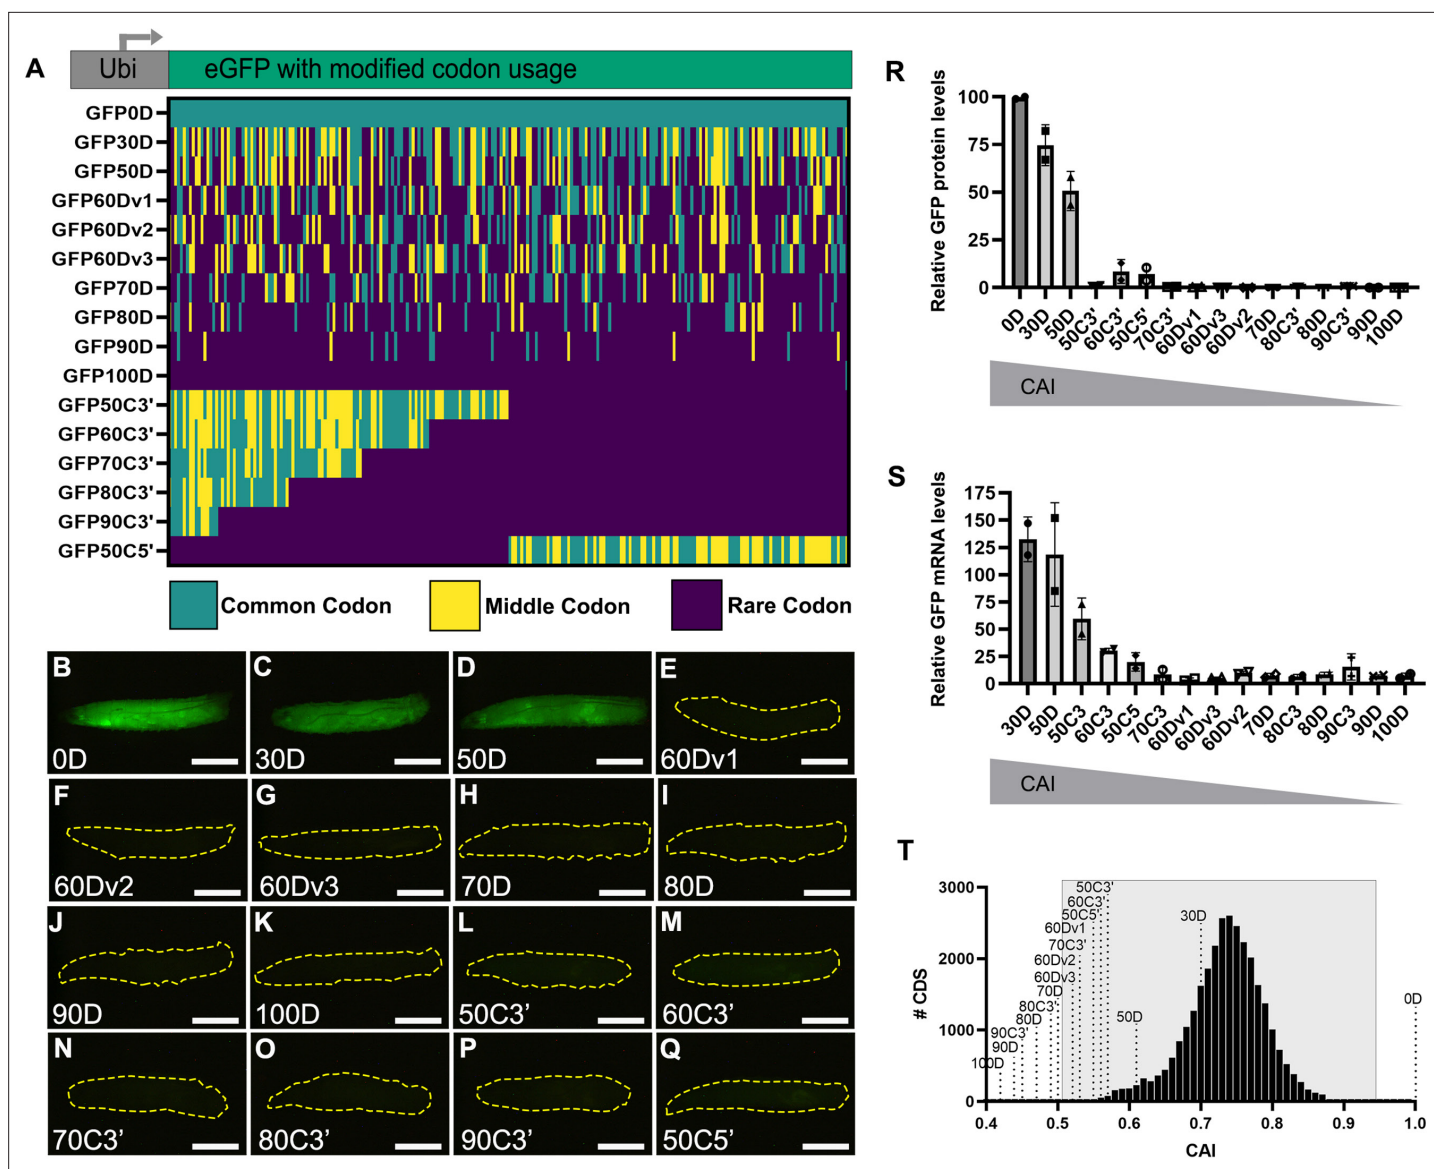 A
Ubi
eGFP with modified codon usage
GFP0D
GFP30D
GFP50D
GFP60Dv1
GFP60Dv2
GFP60Dv3
GFP70D
GFP80D
GFP90D
GFP100D
GFP50C3'
GFP60C3'
GFP70C3'
GFP80C3'
GFP90C3'
GFP50C5'
Common Codon
Middle Codon
Rare Codon
B
0D
C
30D
D
50D
E
60Dv1
F
60Dv2
G
60Dv3
H
70D
I
80D
J
90D
K
100D
L
50C3'
M
60C3'
N
70C3'
O
80C3'
P
90C3'
Q
50C5'
R
Relative GFP protein levels
100
75
50
25
0
0D
30D
50D
50C3'
60C3'
50C5'
70C3'
60Dv1
60Dv3
60Dv2
70D
80C3'
80D
90C3'
90D
100D
CAI
S
Relative GFP mRNA levels
175
150
125
100
75
50
25
0
30D
50D
50C3
60C3
50C5
70C3
60Dv1
60Dv3
60Dv2
70D
80C3
80D
90C3
90D
100D
CAI
T
# CDS
3000
2000
1000
0
50C3'
60C3'
50C5'
60Dv1
70C3'
60Dv2
60Dv3
70D
80C3'
80D
90C3'
90D
100D
50D
30D
0D
0.4
0.5
0.6
0.7
0.8
0.9
1.0
CAI